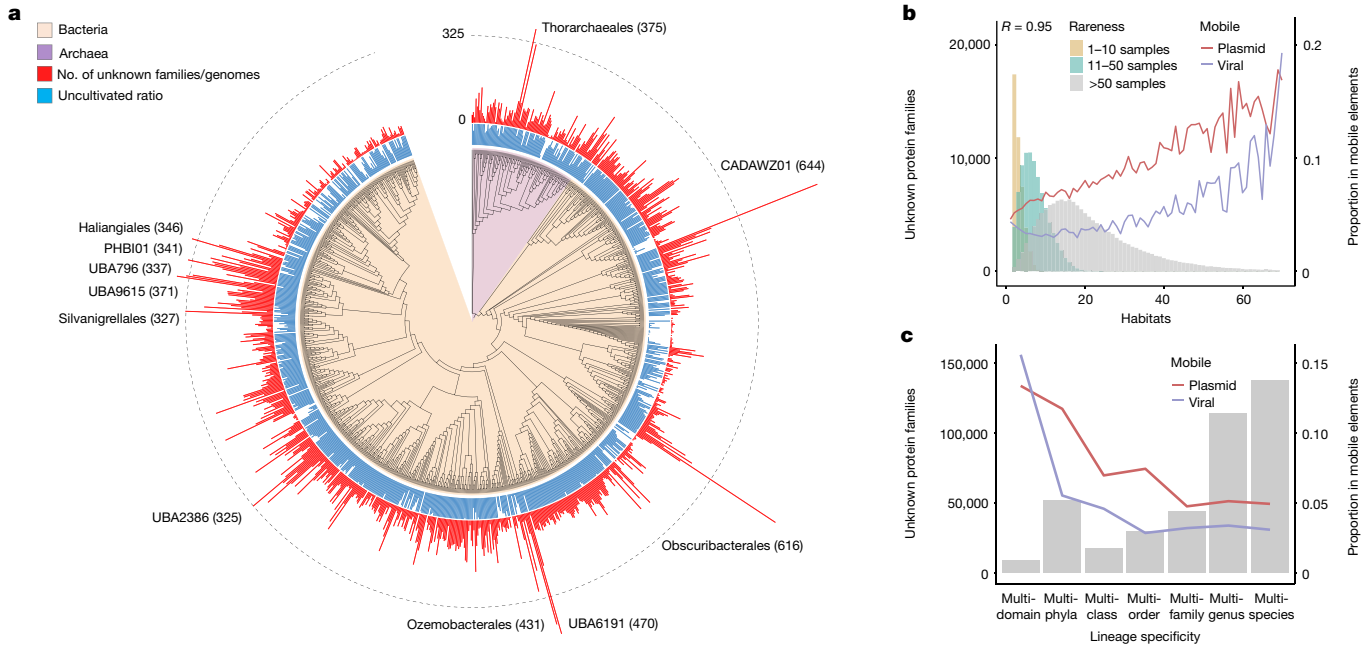 a
Bacteria
Archaea
No. of unknown families/genomes
Uncultivated ratio
325
0
Thorarchaeales (375)
CADAWZ01 (644)
Haliangiales (346)
PHBI01 (341)
UBA796 (337)
UBA9615 (371)
Silvanigrellales (327)
UBA2386 (325)
Obscuribacterales (616)
Ozemobacterales (431)
UBA6191 (470)
b
R = 0.95
Rareness
1–10 samples
11–50 samples
>50 samples
Mobile
Plasmid
Viral
Unknown protein families
20,000
10,000
0
0.2
0.1
0
Proportion in mobile elements
0
20
40
60
Habitats
c
Mobile
Plasmid
Viral
Unknown protein families
150,000
100,000
50,000
0
0.15
0.10
0.05
0
Proportion in mobile elements
Multi- Multi- Multi- Multi- Multi- Multi- Multi-
domain phyla class order family genus species
Lineage specificity